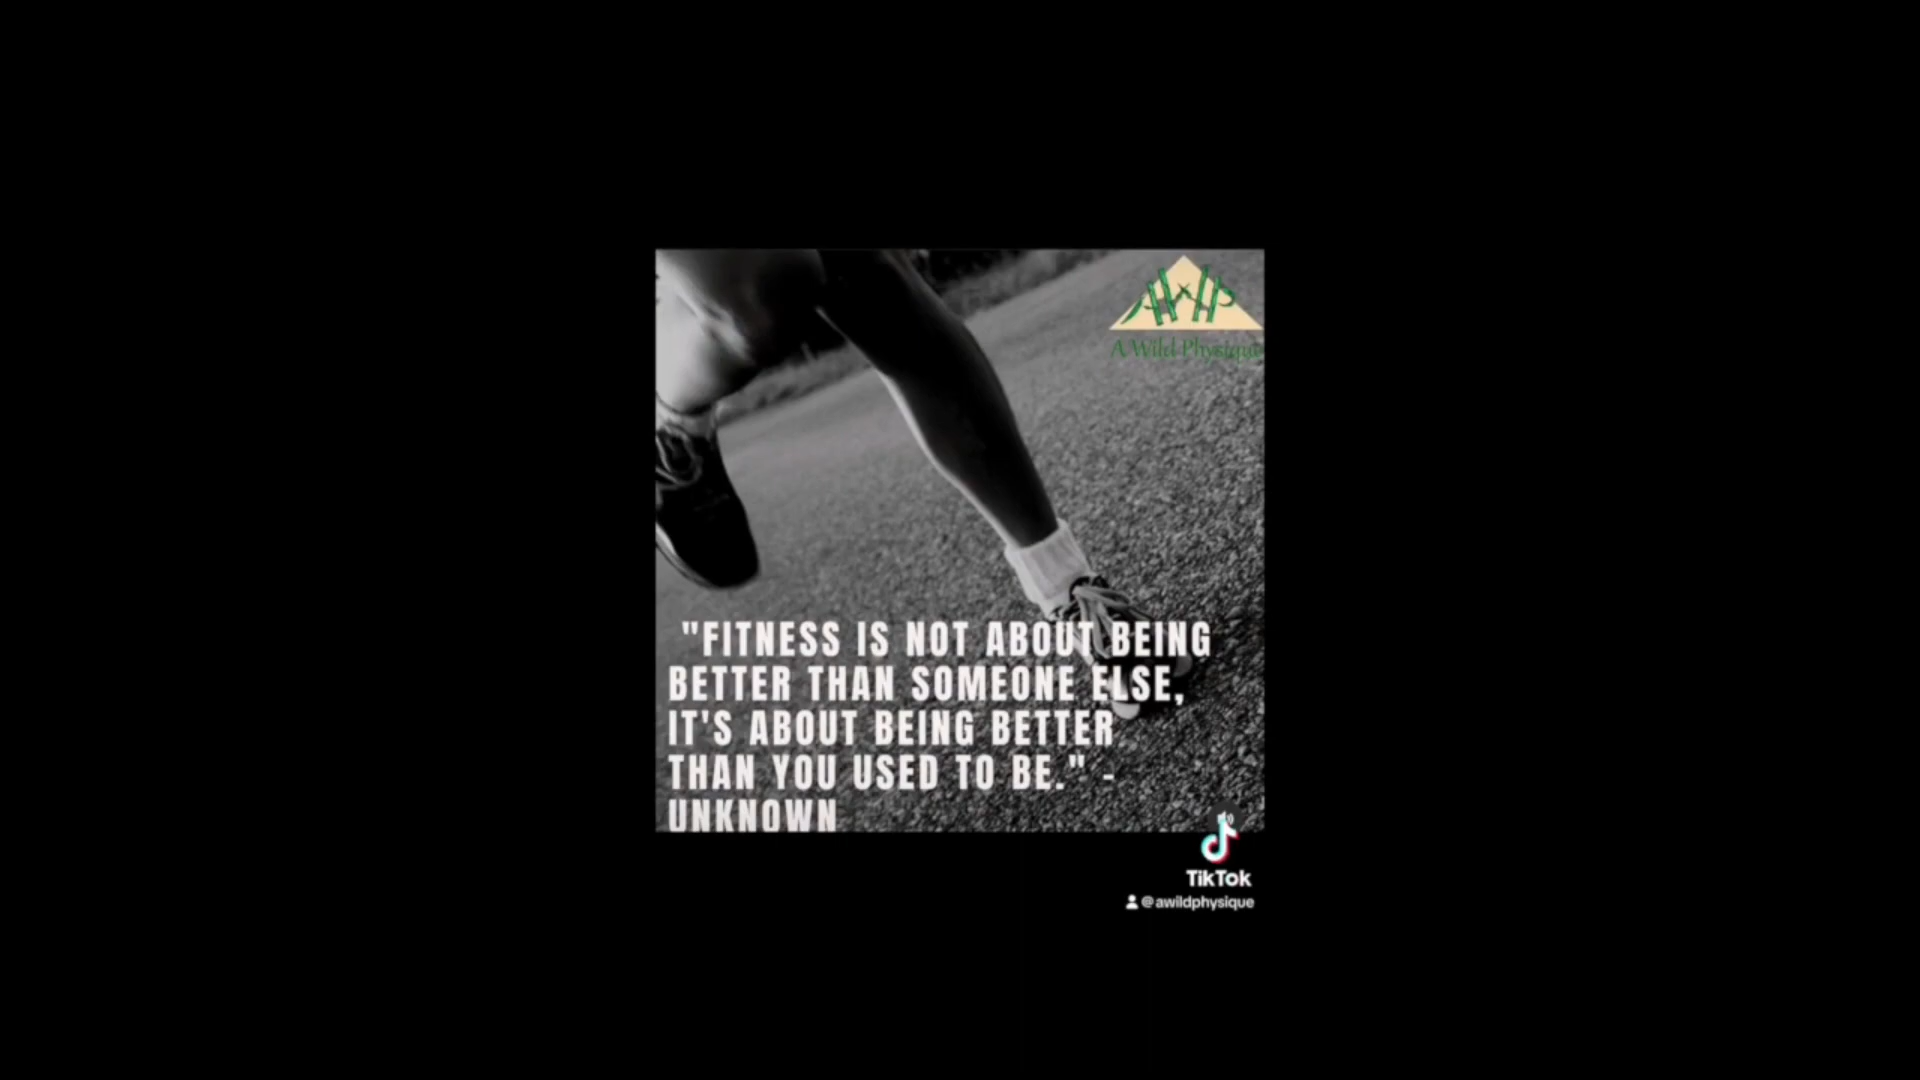 AWP
A Wild Physique
"FITNESS IS NOT ABOUT BEING
BETTER THAN SOMEONE ELSE,
IT'S ABOUT BEING BETTER
THAN YOU USED TO BE." -
UNKNOWN
TikTok
@awildphysique